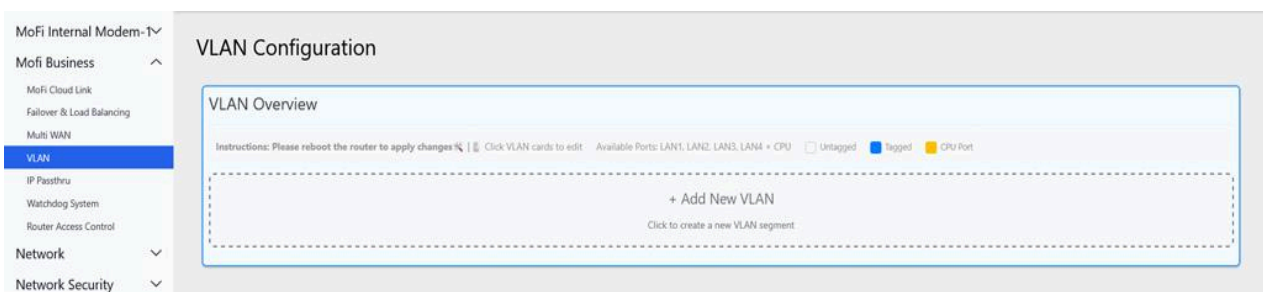 MoFi Internal Modem-1
Mofi Business
MoFi Cloud Link
Failover & Load Balancing
Multi WAN
VLAN
IP Passthru
Watchdog System
Router Access Control
Network
Network Security
VLAN Configuration
VLAN Overview
Instructions: Please reboot the router to apply changes | Click VLAN cards to edit Available Ports: LAN1, LAN2, LAN3, LAN4 + CPU Untagged Tagged CPU Port
+ Add New VLAN
Click to create a new VLAN segment